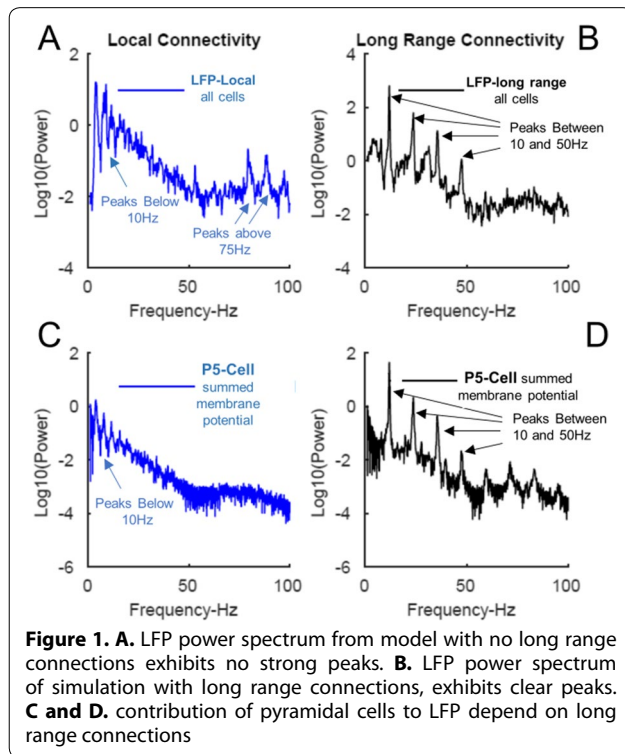 A
Local Connectivity
2
0
-2
-4
Log10(Power)
LFP-Local
all cells
Peaks Below
10Hz
Peaks above
75Hz
0
50
100
Frequency-Hz
Long Range Connectivity
B
4
2
0
-2
-4
Log10(Power)
LFP-long range
all cells
Peaks Between
10 and 50Hz
0
50
100
Frequency-Hz
C
2
0
-2
-4
-6
Log10(Power)
P5-Cell
summed
membrane
potential
Peaks Below
10Hz
0
50
100
Frequency-Hz
D
2
0
-2
-4
-6
Log10(Power)
P5-Cell summed
membrane potential
Peaks Between
10 and 50Hz
0
50
100
Frequency-Hz
Figure 1. A. LFP power spectrum from model with no long range
connections exhibits no strong peaks. B. LFP power spectrum
of simulation with long range connections, exhibits clear peaks.
C and D. contribution of pyramidal cells to LFP depend on long
range connections